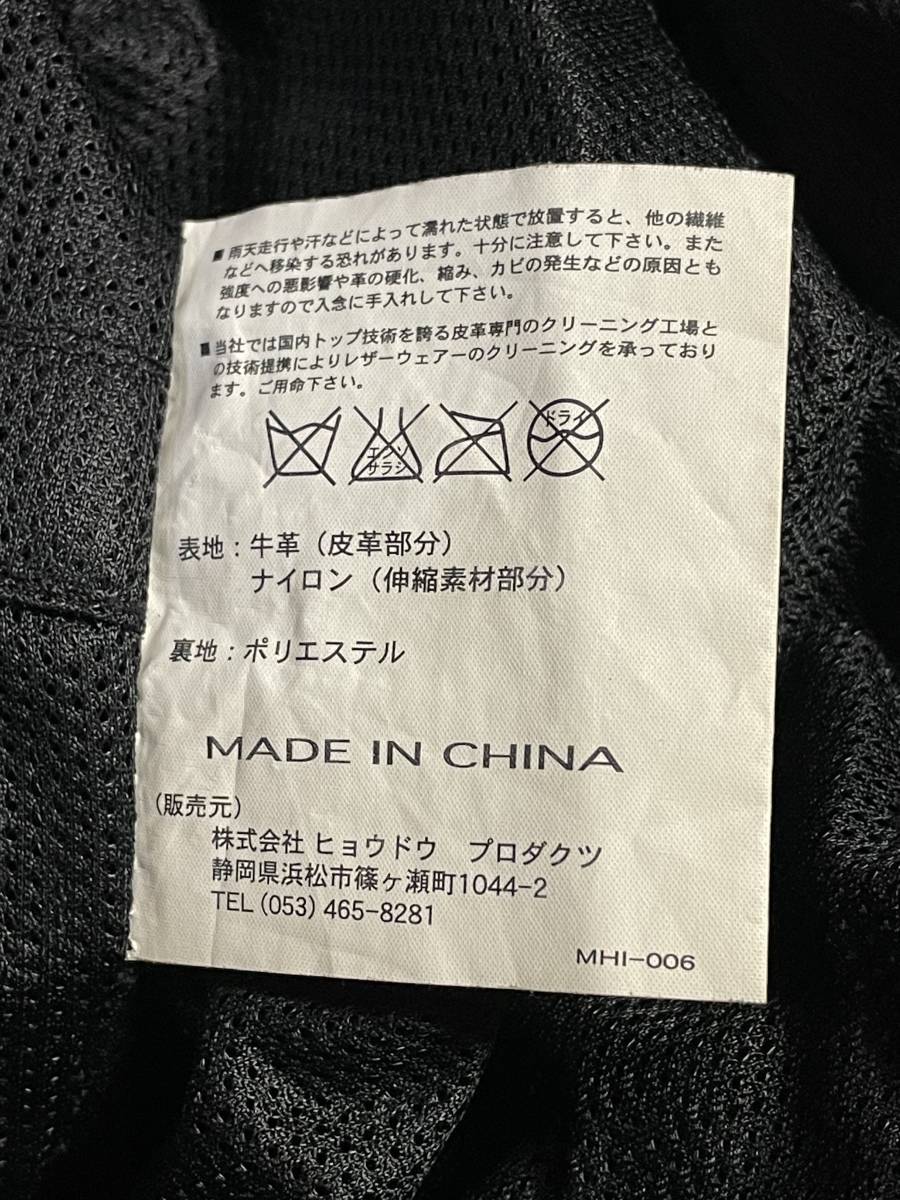 ■ 雨天走行や汗などによって濡れた状態で放置すると、他の繊維
などへ移染する恐れがあります。十分に注意して下さい。また
強度への悪影響や革の硬化、縮み、カビの発生などの原因とも
なりますので入念に手入れして下さい。
■ 当社では国内トップ技術を誇る皮革専門のクリーニング工場と
の技術提携によりレザーウェアーのクリーニングを承っており
ます。ご用命下さい。
エンソ
サラシ
ドライ
表地：牛革（皮革部分）
ナイロン（伸縮素材部分）
裏地：ポリエステル
MADE IN CHINA
（販売元）
株式会社 ヒョウドウ　プロダクツ
静岡県浜松市篠ヶ瀬町1044-2
TEL (053) 465-8281
MHI-006